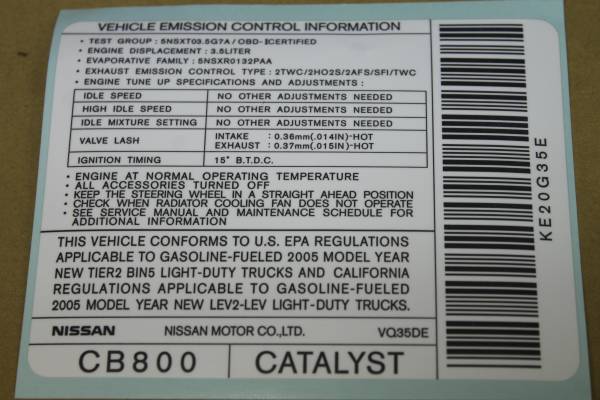 VEHICLE EMISSION CONTROL INFORMATION
• TEST GROUP : 5NSXT03.5G7A / OBD-ⅡCERTIFIED
• ENGINE DISPLACEMENT : 3.5LITER
• EVAPORATIVE FAMILY : 5NSXR0132PAA
• EXHAUST EMISSION CONTROL TYPE : 2TWC/2HO2S/2AFS/SFI/TWC
• ENGINE TUNE UP SPECIFICATIONS AND ADJUSTMENTS :
IDLE SPEED NO OTHER ADJUSTMENTS NEEDED
HIGH IDLE SPEED NO OTHER ADJUSTMENTS NEEDED
IDLE MIXTURE SETTING NO OTHER ADJUSTMENTS NEEDED
VALVE LASH INTAKE : 0.36mm(.014IN)-HOT
EXHAUST : 0.37mm(.015IN)-HOT
IGNITION TIMING 15° B.T.D.C.
• ENGINE AT NORMAL OPERATING TEMPERATURE
• ALL ACCESSORIES TURNED OFF
• KEEP THE STEERING WHEEL IN A STRAIGHT AHEAD POSITION
• CHECK WHEN RADIATOR COOLING FAN DOES NOT OPERATE
• SEE SERVICE MANUAL AND MAINTENANCE SCHEDULE FOR
ADDITIONAL INFORMATION
THIS VEHICLE CONFORMS TO U.S. EPA REGULATIONS
APPLICABLE TO GASOLINE-FUELED 2005 MODEL YEAR
NEW TIER2 BIN5 LIGHT-DUTY TRUCKS AND CALIFORNIA
REGULATIONS APPLICABLE TO GASOLINE-FUELED
2005 MODEL YEAR NEW LEV2-LEV LIGHT-DUTY TRUCKS.
NISSAN NISSAN MOTOR CO.,LTD. VQ35DE
CB800 CATALYST
KE20G35E